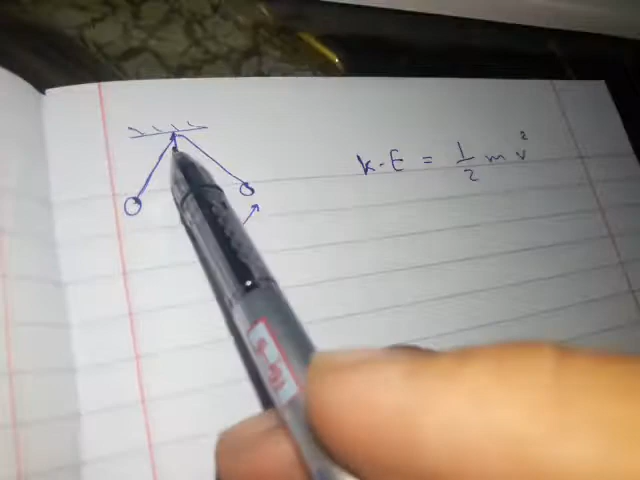 K.E = 1/2 m v²